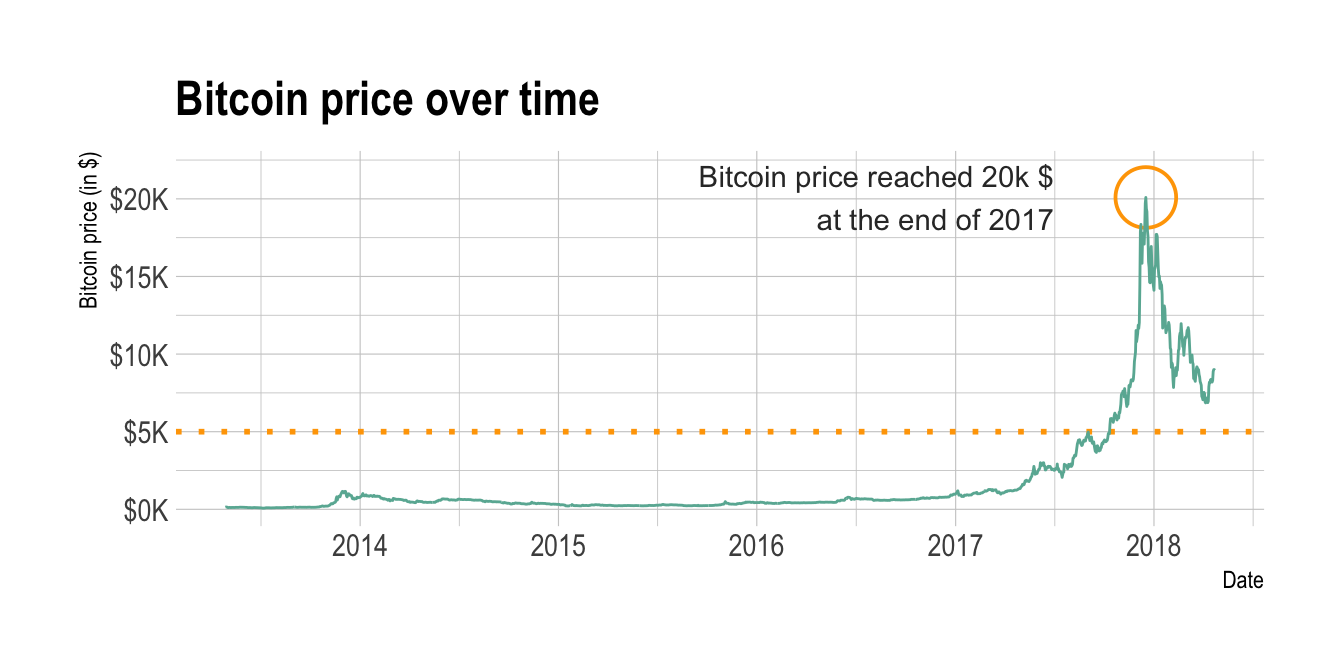 Bitcoin price over time
Bitcoin price (in $)
Bitcoin price reached 20k $
at the end of 2017
$20K
$15K
$10K
$5K
$0K
2014
2015
2016
2017
2018
Date